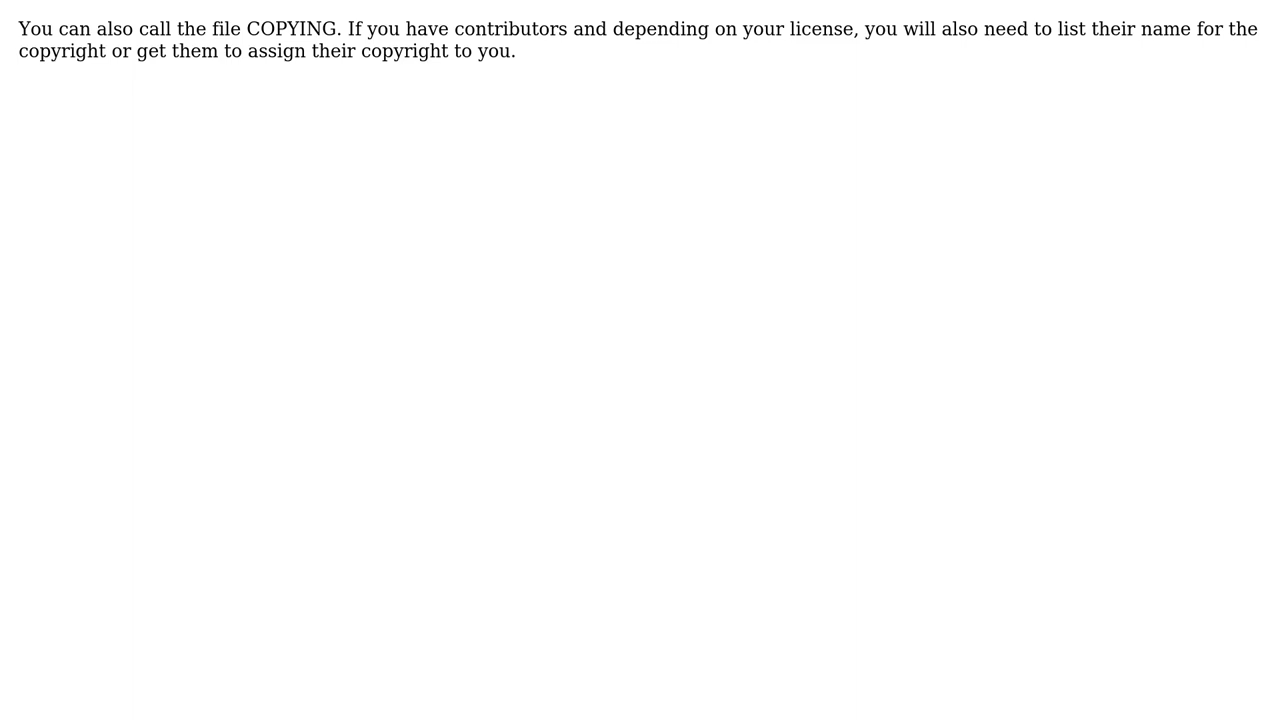 You can also call the file COPYING. If you have contributors and depending on your license, you will also need to list their name for the
copyright or get them to assign their copyright to you.